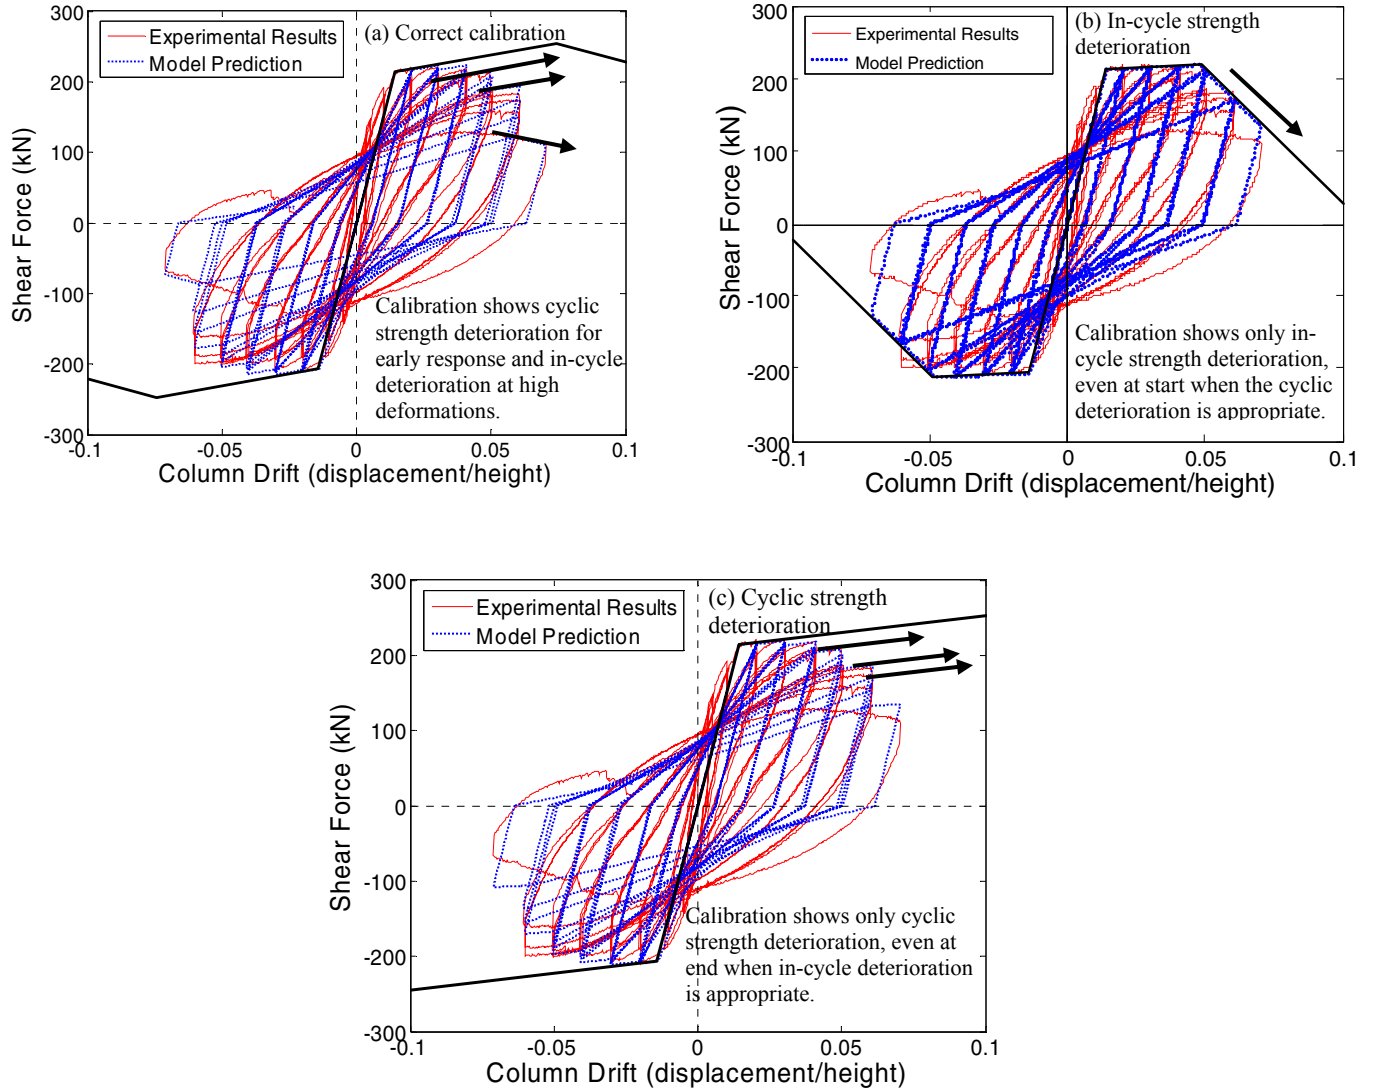 300
200
100
0
-100
-200
-300
-0.1
-0.05
0
0.05
0.1
Shear Force (kN)
Column Drift (displacement/height)
Experimental Results
Model Prediction
(a) Correct calibration
Calibration shows cyclic
strength deterioration for
early response and in-cycle
deterioration at high
deformations.
300
200
100
0
-100
-200
-300
-0.1
-0.05
0
0.05
0.1
Shear Force (kN)
Column Drift (displacement/height)
Experimental Results
Model Prediction
(b) In-cycle strength
deterioration
Calibration shows only in-
cycle strength deterioration,
even at start when the cyclic
deterioration is appropriate.
300
200
100
0
-100
-200
-300
-0.1
-0.05
0
0.05
0.1
Shear Force (kN)
Column Drift (displacement/height)
Experimental Results
Model Prediction
(c) Cyclic strength
deterioration
Calibration shows only cyclic
strength deterioration, even at
end when in-cycle deterioration
is appropriate.